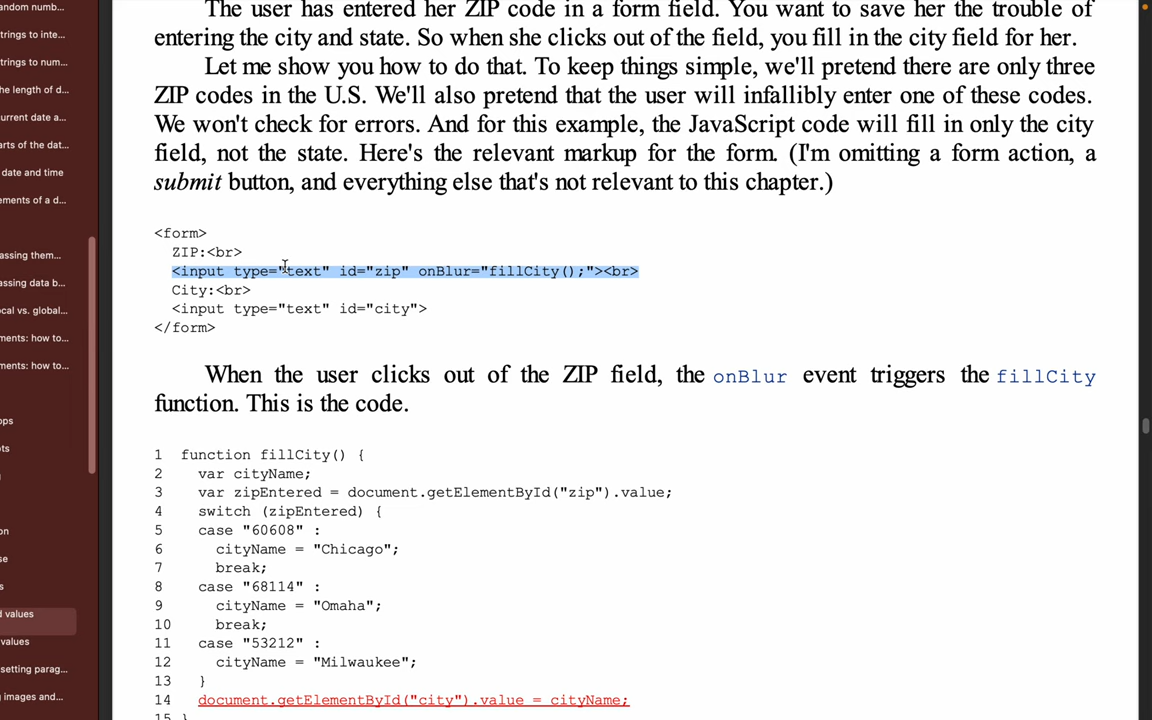 andom numb...
trings to inte...
trings to num...
he length of d...
urrent date a...
arts of the dat...
date and time
ements of a d...
assing them...
assing data b...
ocal vs. global...
ments: how to...
ments: how to...
ops
ots
on
se
s
d values
values
setting parag...
g images and...
The user has entered her ZIP code in a form field. You want to save her the trouble of
entering the city and state. So when she clicks out of the field, you fill in the city field for her.
Let me show you how to do that. To keep things simple, we'll pretend there are only three
ZIP codes in the U.S. We'll also pretend that the user will infallibly enter one of these codes.
We won't check for errors. And for this example, the JavaScript code will fill in only the city
field, not the state. Here's the relevant markup for the form. (I'm omitting a form action, a
submit button, and everything else that's not relevant to this chapter.)
<form>
ZIP:<br>
<input type="text" id="zip" onBlur="fillCity();"><br>
City:<br>
<input type="text" id="city">
</form>
When the user clicks out of the ZIP field, the onBlur event triggers the fillCity
function. This is the code.
1 function fillCity() {
2 var cityName;
3 var zipEntered = document.getElementById("zip").value;
4 switch (zipEntered) {
5 case "60608" :
6 cityName = "Chicago";
7 break;
8 case "68114" :
9 cityName = "Omaha";
10 break;
11 case "53212" :
12 cityName = "Milwaukee";
13 }
14 document.getElementById("city").value = cityName;
15 }